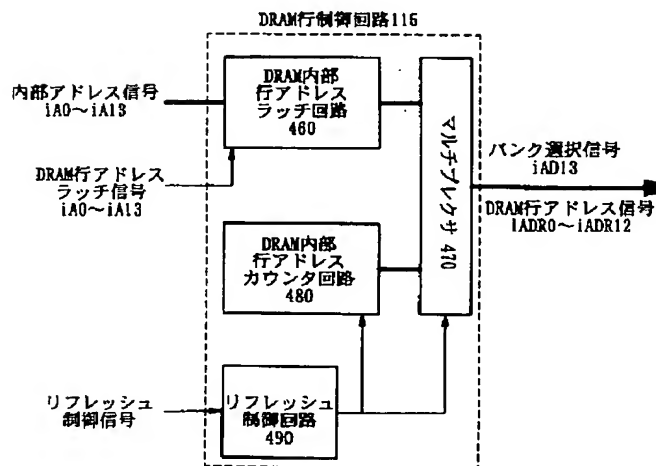 DRAM行制御回路115
内部アドレス信号
iA0～iA13
DRAM内部
行アドレス
ラッチ回路
460
DRAM行アドレス
ラッチ信号
iA0～iA13
マルチプレクサ 470
バンク選択信号
iAD13
DRAM行アドレス信号
iADR0～iADR12
DRAM内部
行アドレス
カウンタ回路
480
リフレッシュ
制御信号
リフレッシュ
制御回路
490